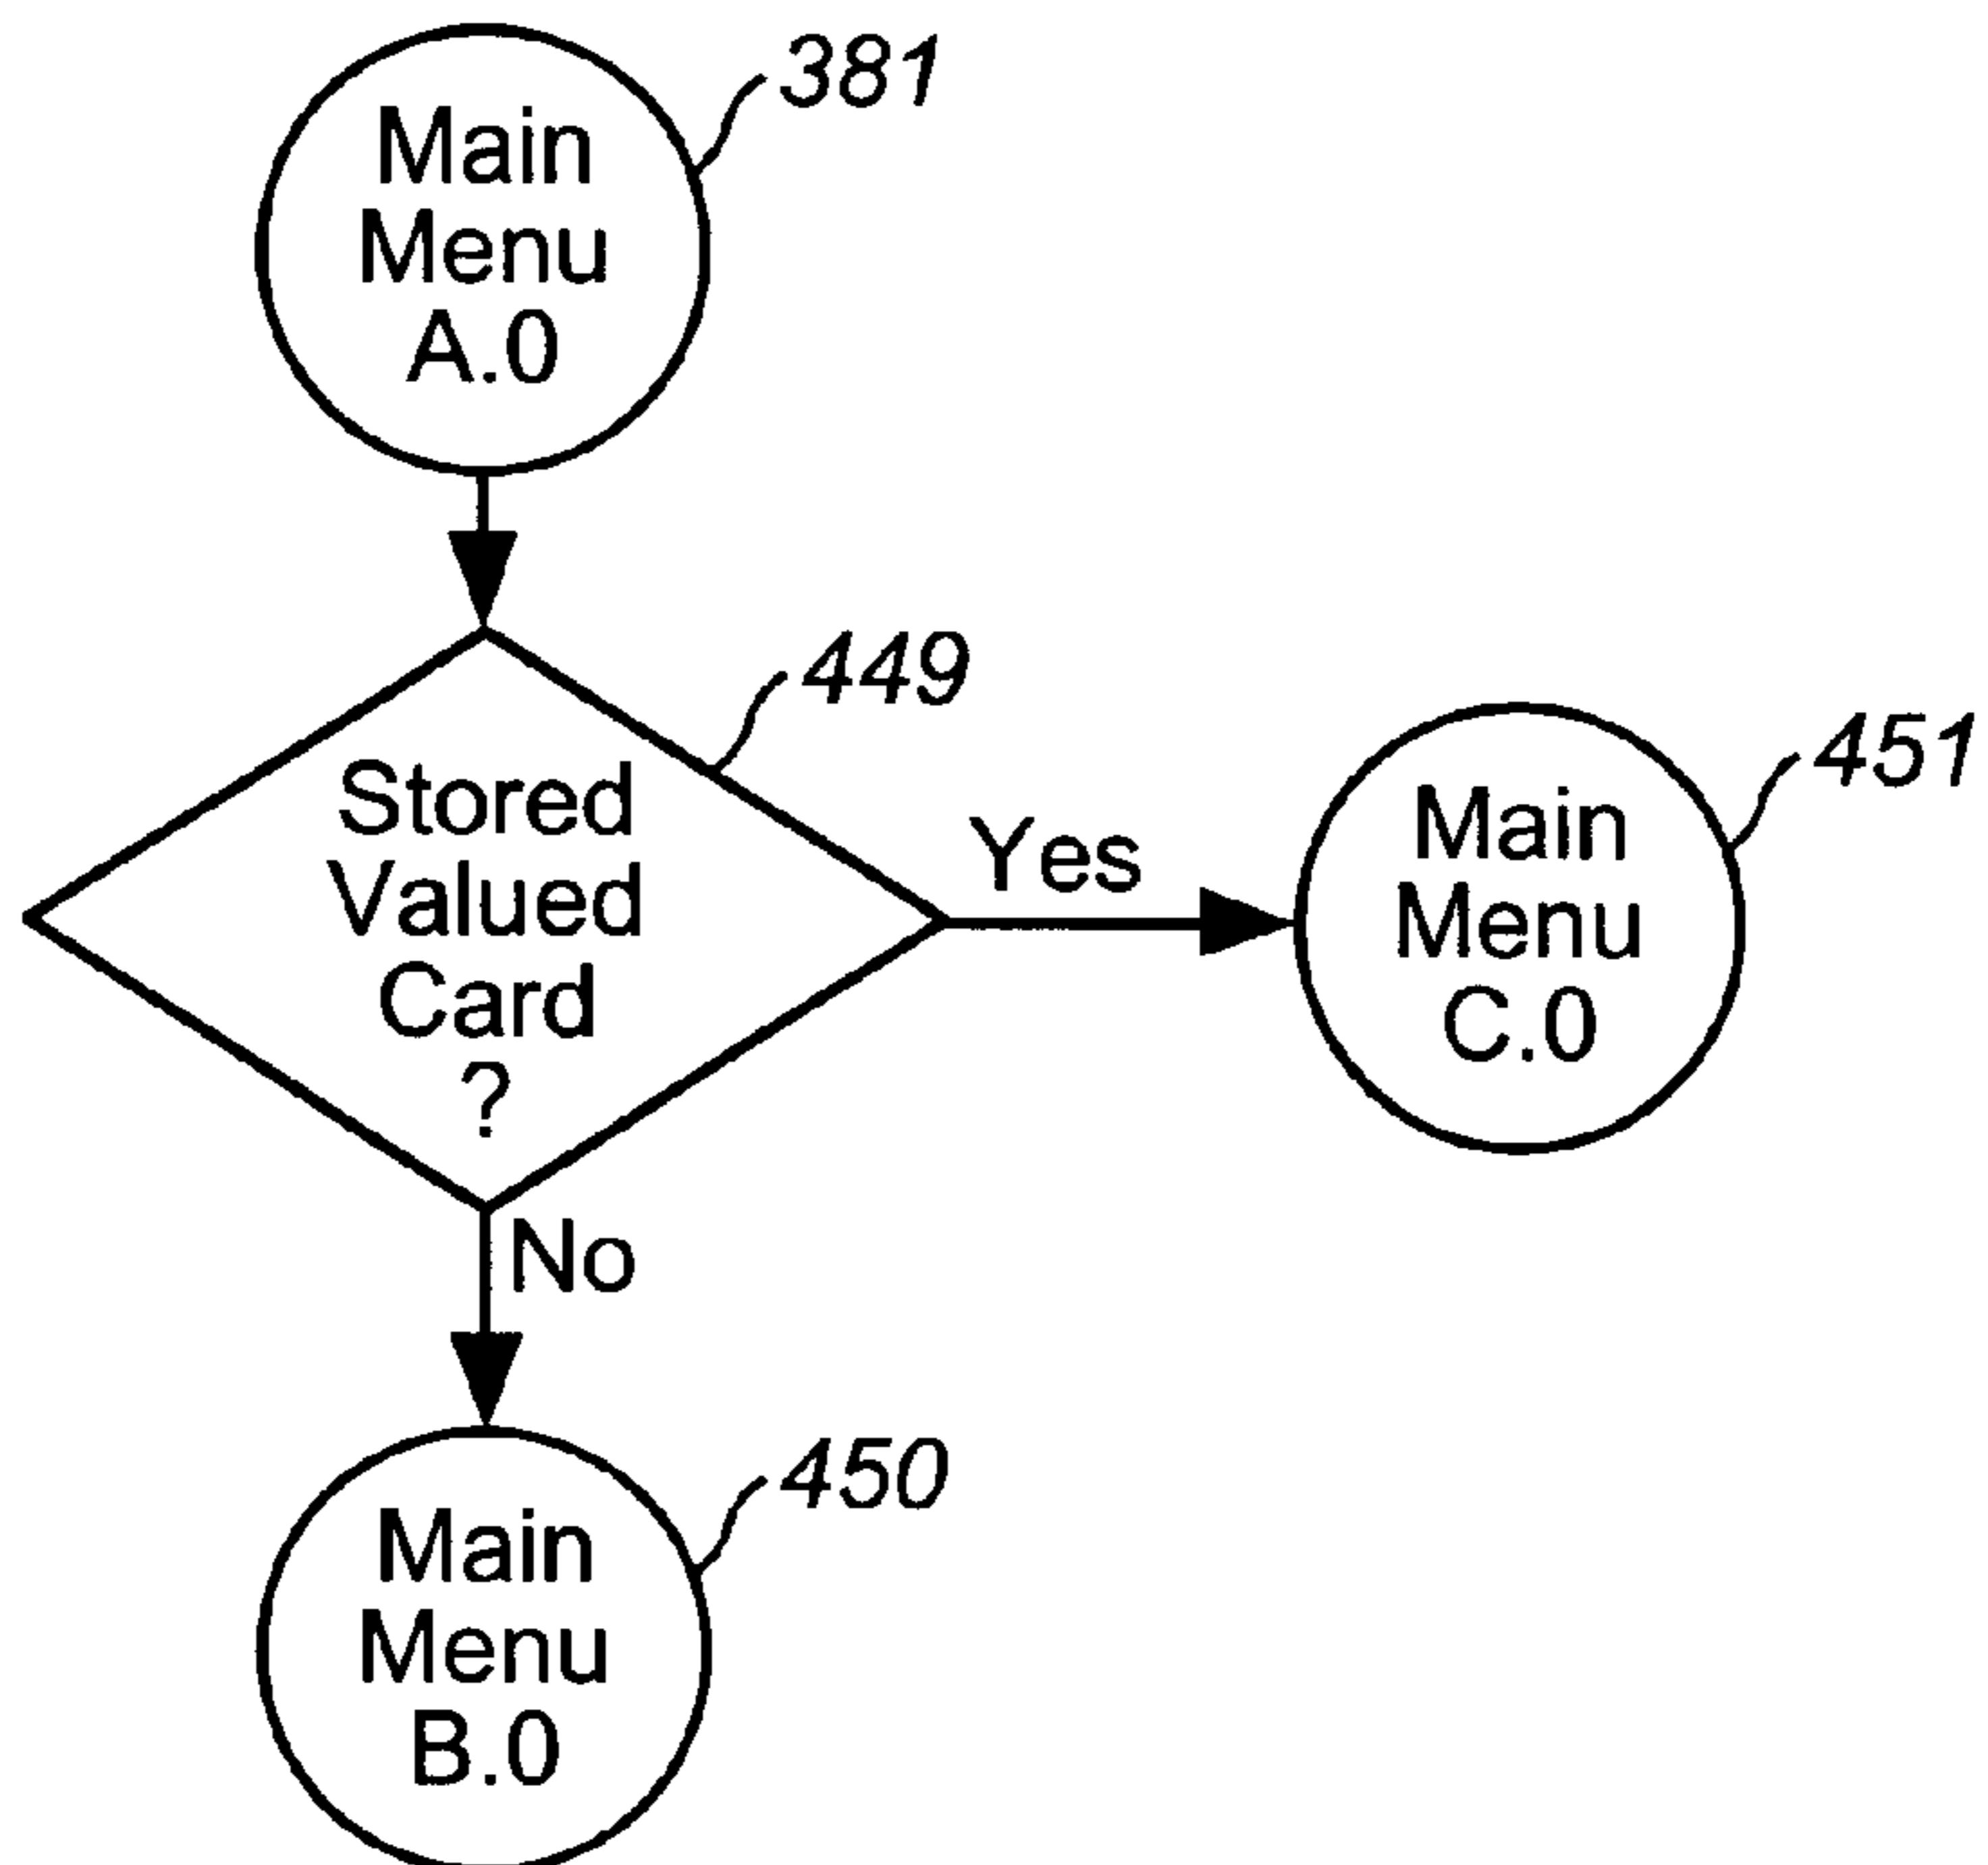 381
Main
Menu
A.0
449
Stored
Valued
Card
?
Yes
451
Main
Menu
C.0
No
450
Main
Menu
B.0